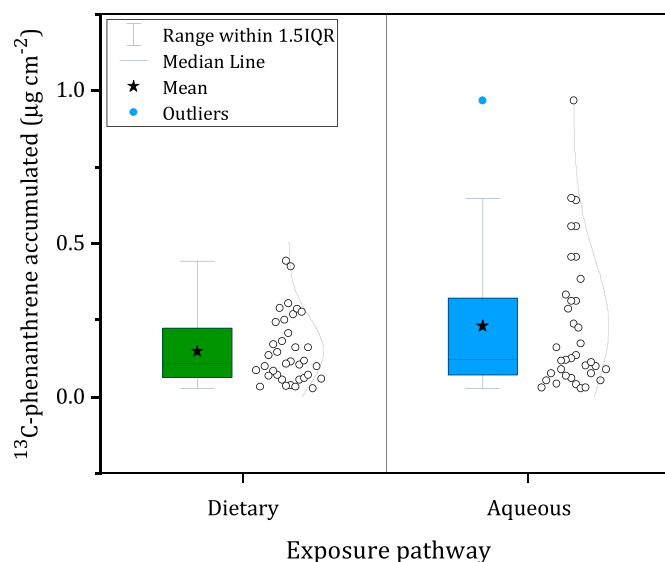 Range within 1.5IQR
Median Line
Mean
Outliers
1.0
0.5
0.0
¹³C-phenanthrene accumulated (µg cm⁻²)
Dietary Aqueous
Exposure pathway